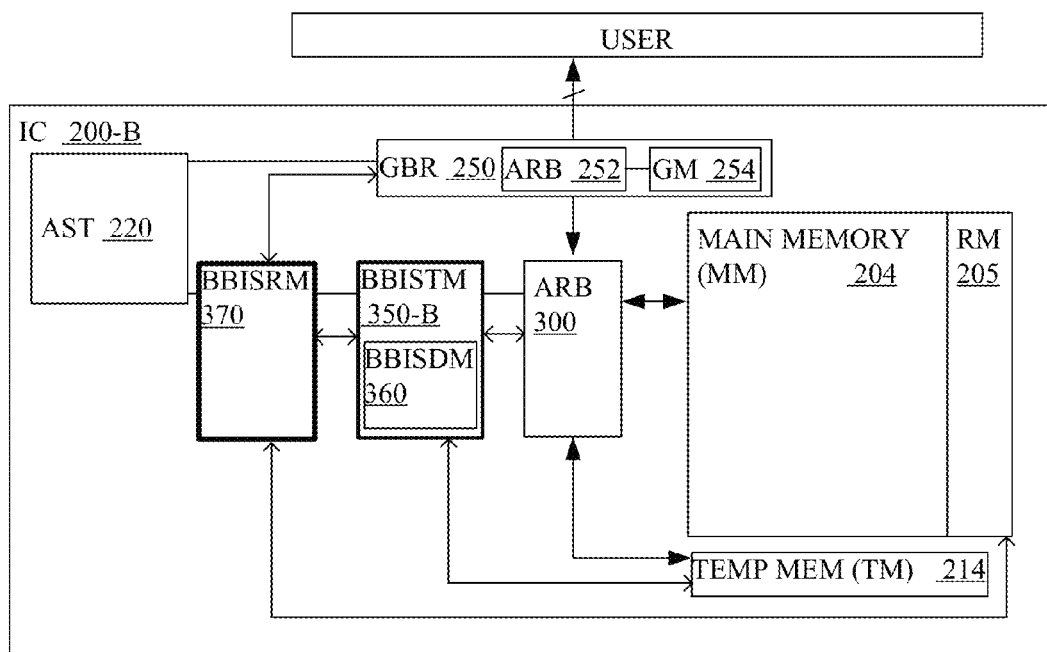 USER
IC 200-B
GBR 250
ARB 252
GM 254
AST 220
BBISRM
370
BBISTM
350-B
BBISDM
360
ARB
300
MAIN MEMORY
(MM) 204
RM
205
TEMP MEM (TM) 214